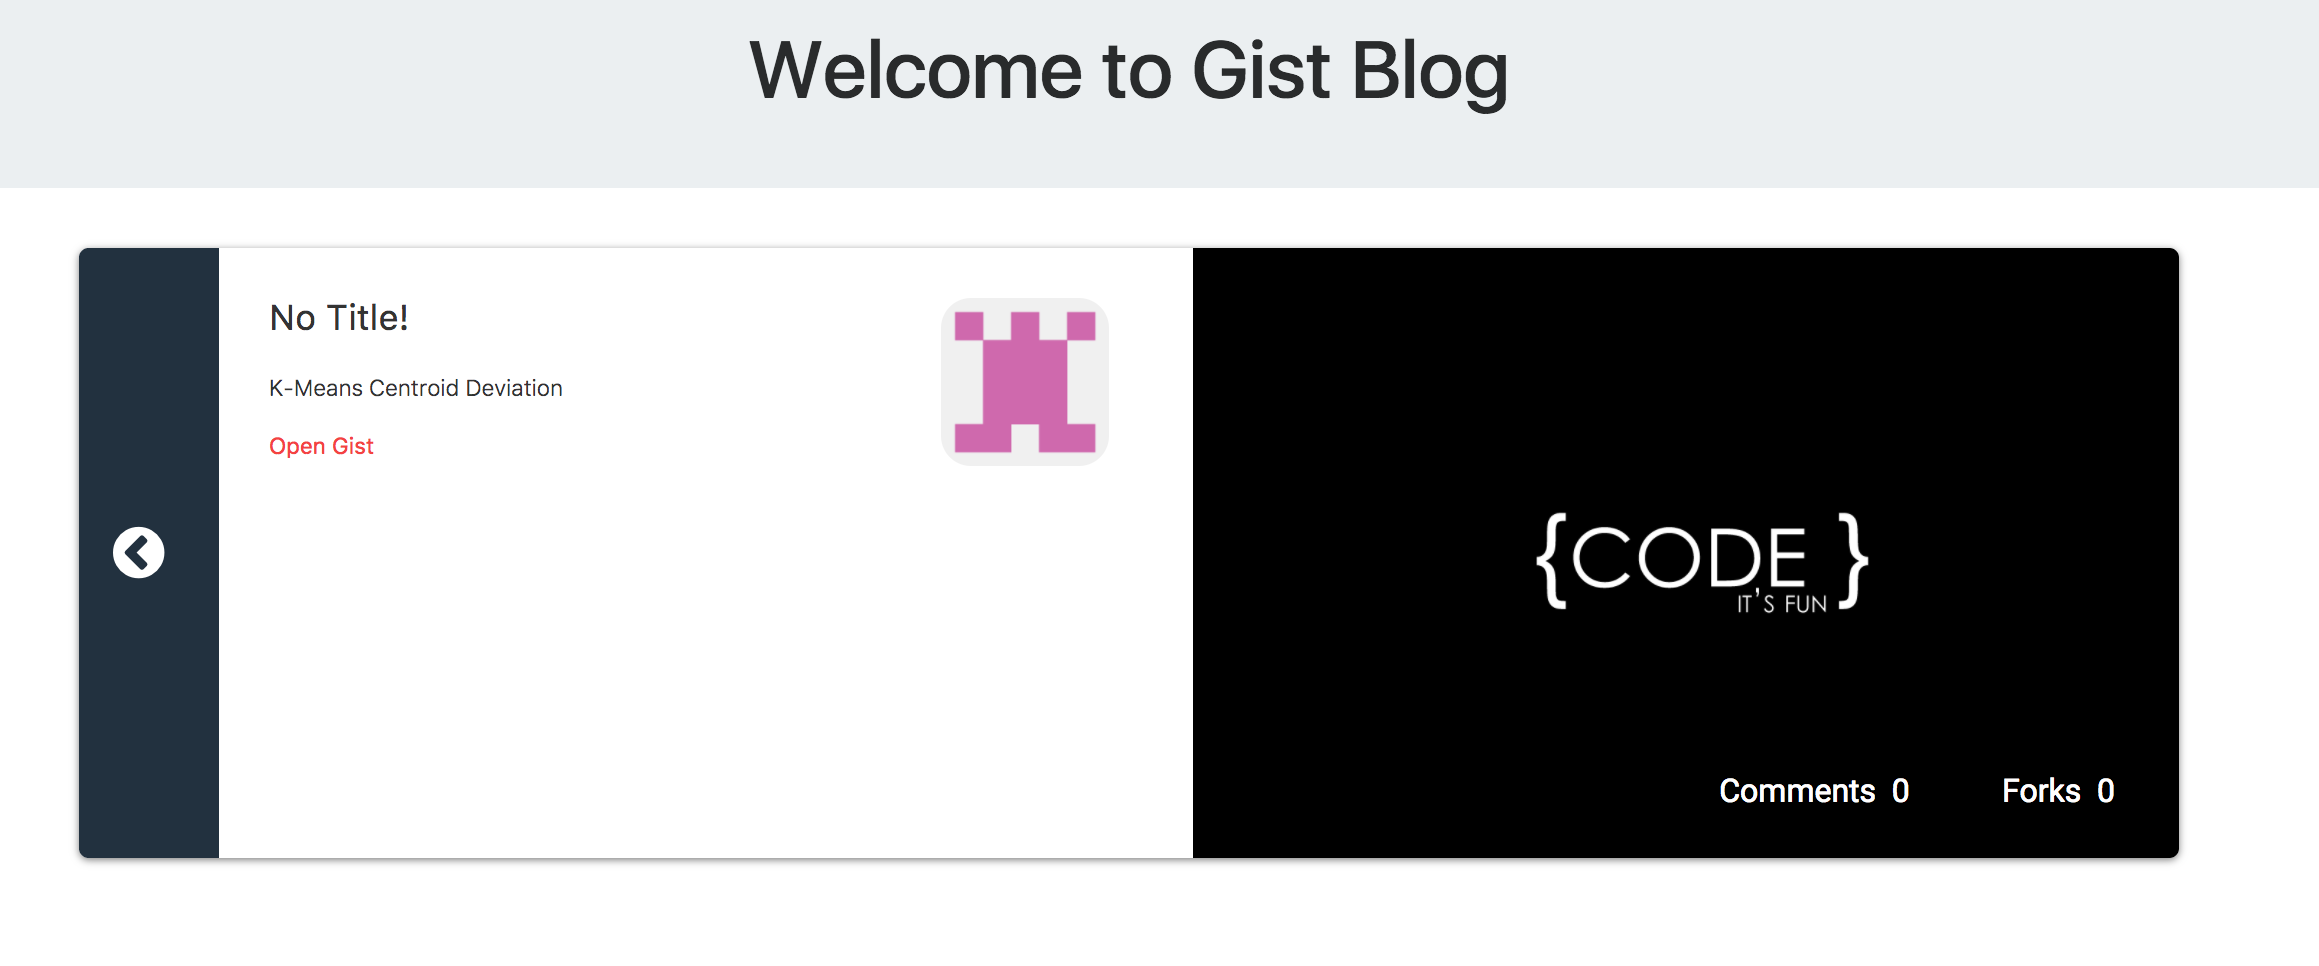 Welcome to Gist Blog
No Title!
K-Means Centroid Deviation
Open Gist
{CODE }
IT'S FUN
Comments 0 Forks 0